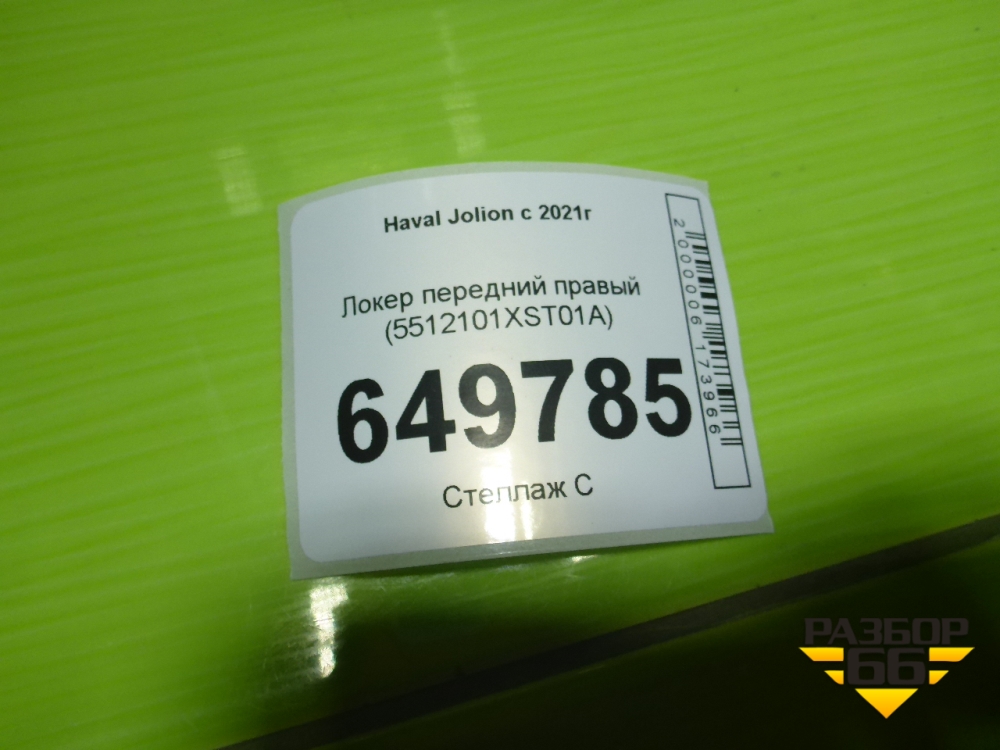 Haval Jolion с 2021г
Локер передний правый
(5512101XST01A)
649785
Стеллаж С
2000006173966
РАЗБОР
66